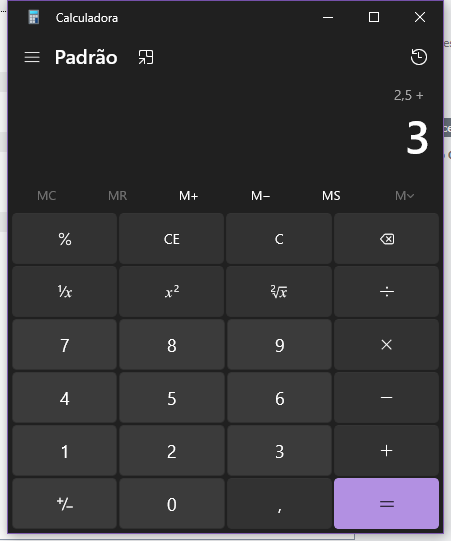 Calculadora
Padrão
2,5 +
3
MC MR M+ M− MS M
% CE C
¹/x x² ²√x ÷
7 8 9 ×
4 5 6 −
1 2 3 +
+/− 0 , =